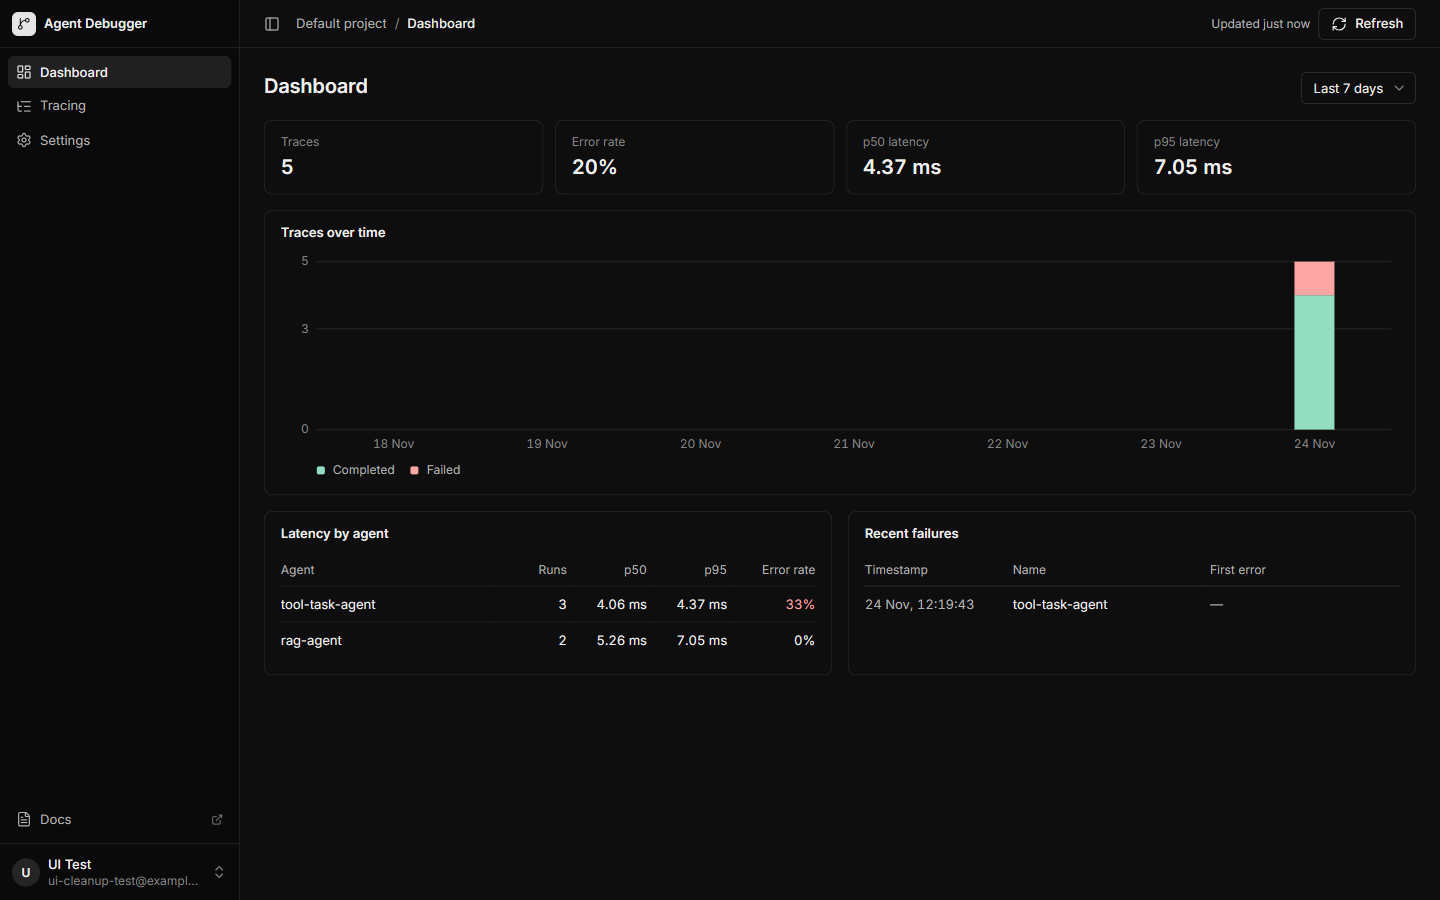 Agent Debugger
Default project / Dashboard
Updated just now
Refresh
Dashboard
Tracing
Settings
Dashboard
Last 7 days
Traces
5
Error rate
20%
p50 latency
4.37 ms
p95 latency
7.05 ms
Traces over time
5
3
0
18 Nov 19 Nov 20 Nov 21 Nov 22 Nov 23 Nov 24 Nov
Completed Failed
Latency by agent
Agent Runs p50 p95 Error rate
tool-task-agent 3 4.06 ms 4.37 ms 33%
rag-agent 2 5.26 ms 7.05 ms 0%
Recent failures
Timestamp Name First error
24 Nov, 12:19:43 tool-task-agent —
Docs
U
UI Test
ui-cleanup-test@exampl...